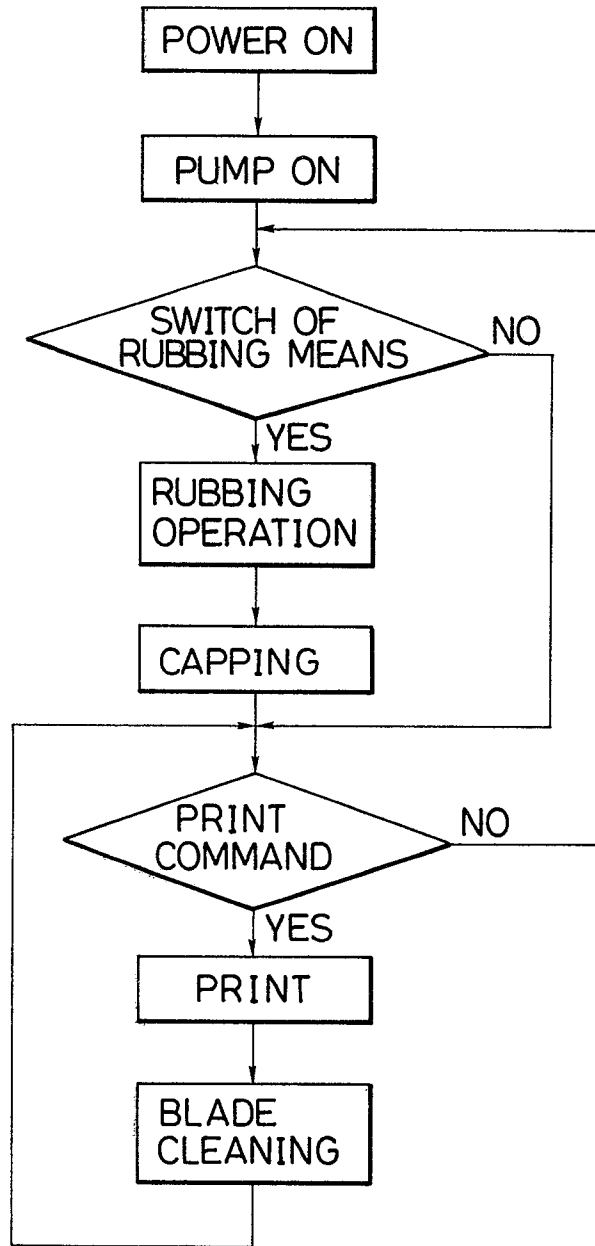 POWER ON
PUMP ON
SWITCH OF
RUBBING MEANS
NO
YES
RUBBING
OPERATION
CAPPING
PRINT
COMMAND
NO
YES
PRINT
BLADE
CLEANING